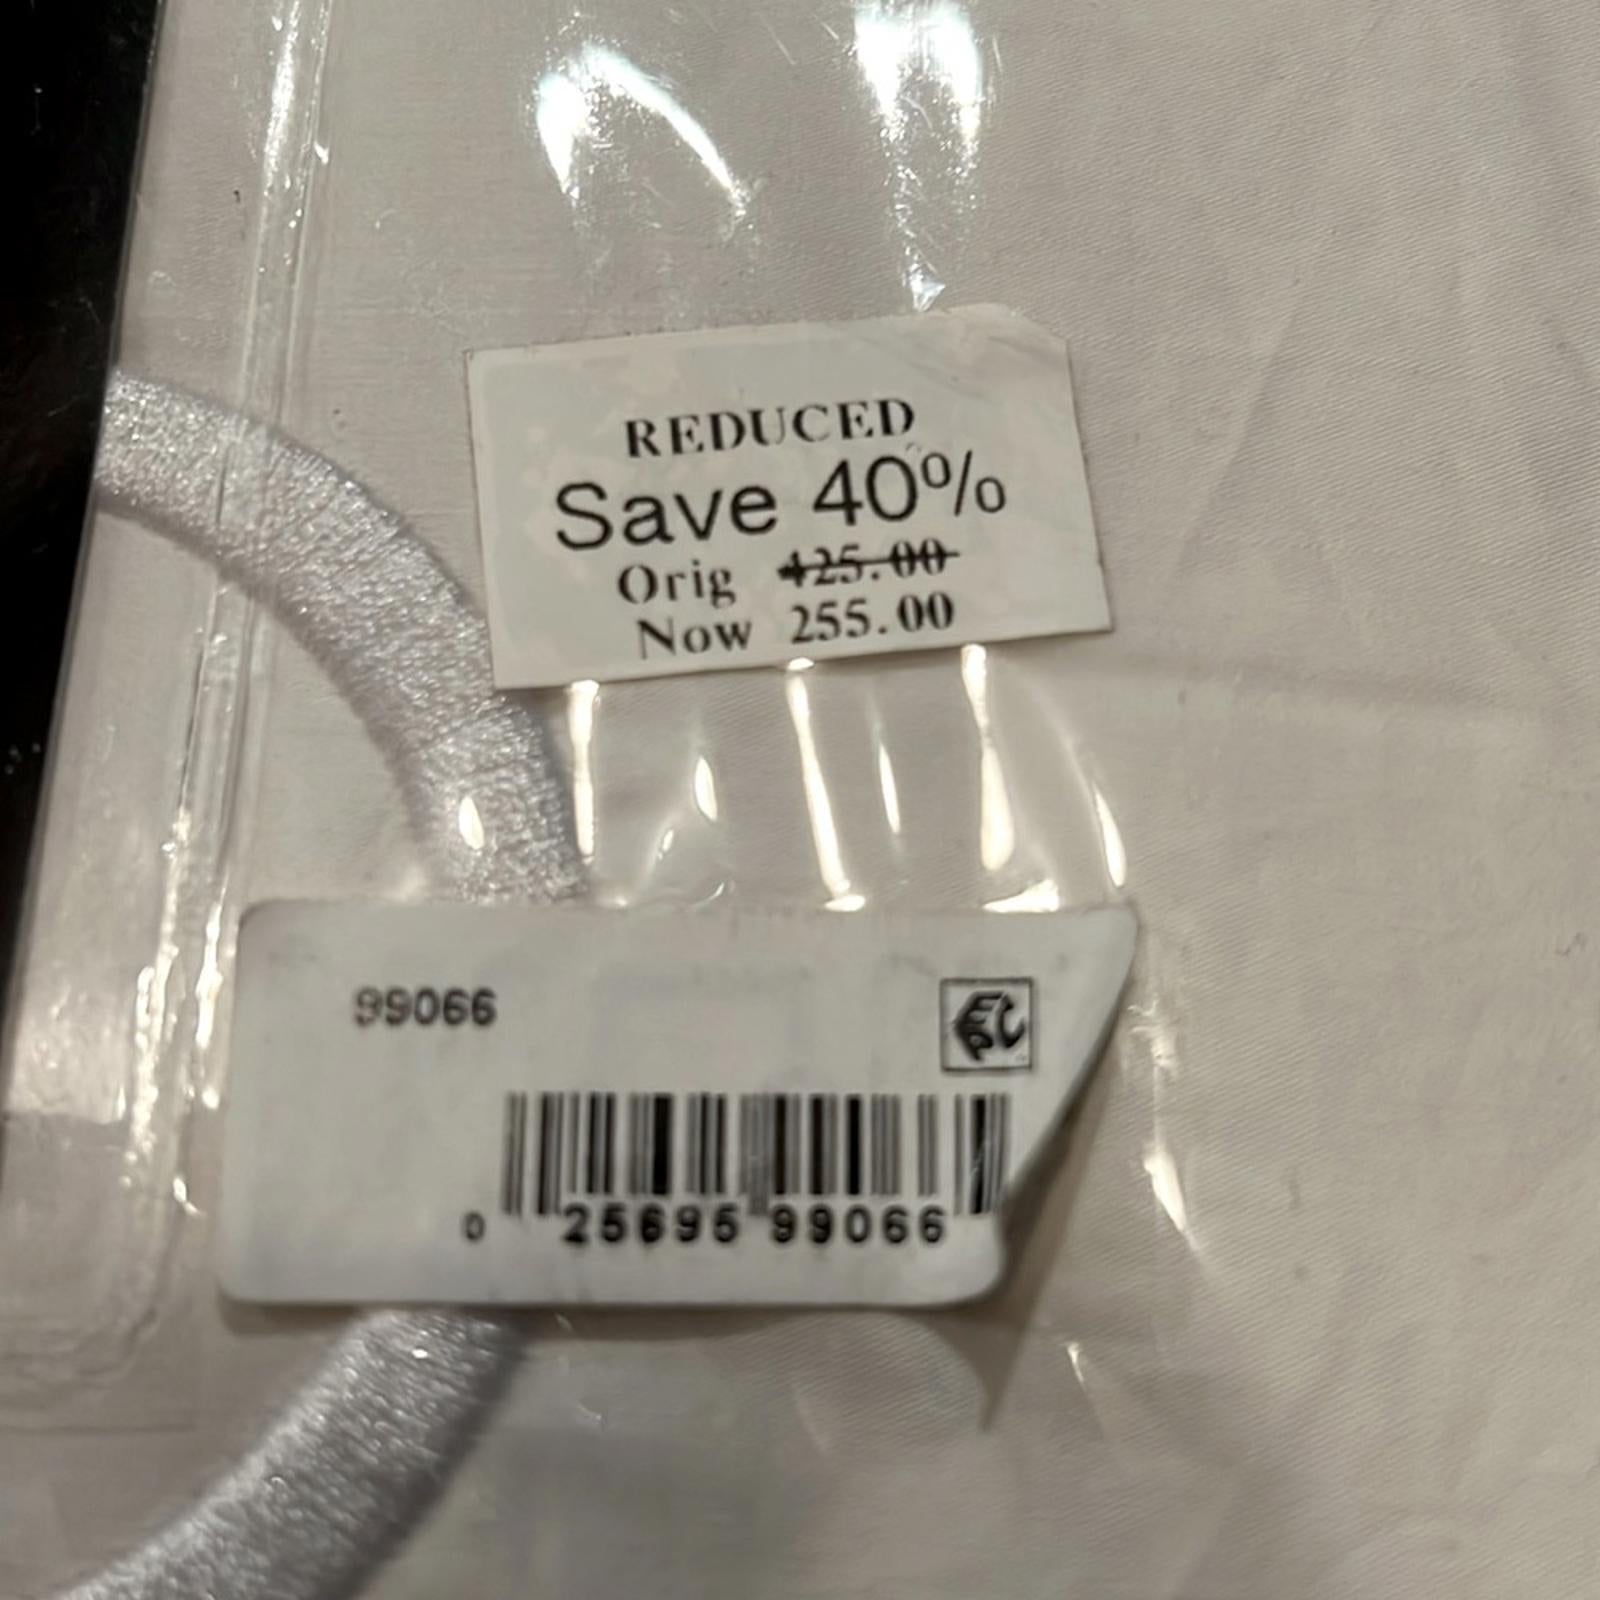 REDUCED
Save 40%
Orig 425.00
Now 255.00
99066
0 25695 99066